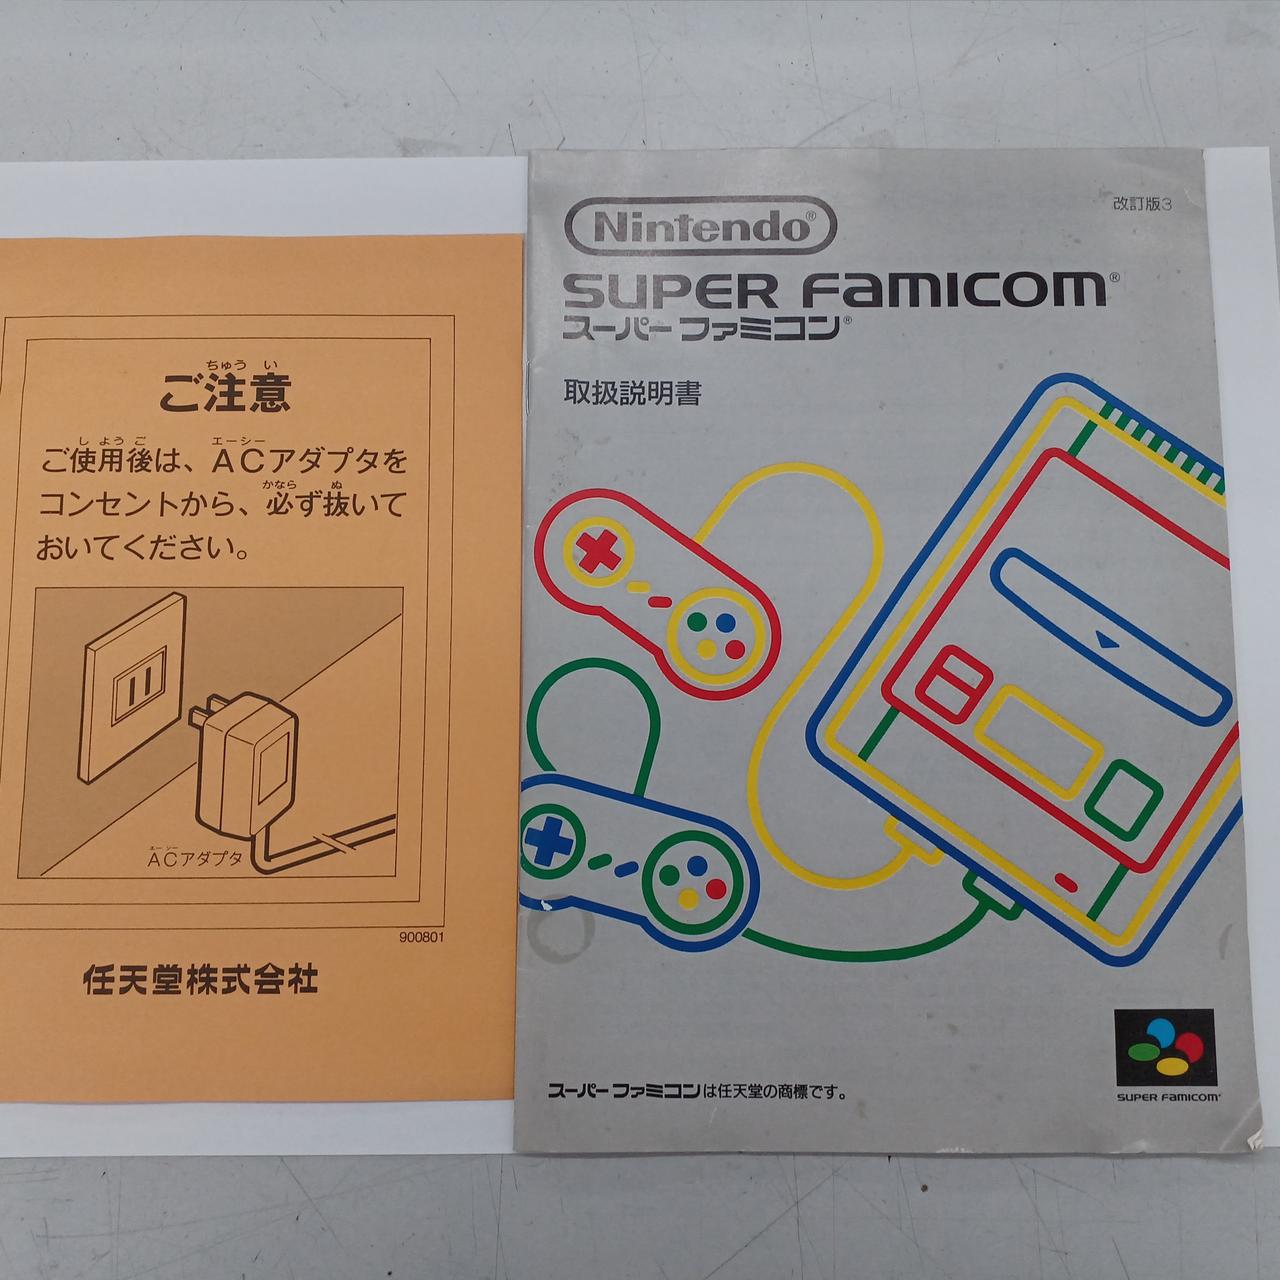 ちゅう い
ご注意
し よう ご エーシー
ご使用後は、ACアダプタを
かなら ぬ
コンセントから、必ず抜いて
おいてください。
エーシー
ACアダプタ
900801
任天堂株式会社
Nintendo®
改訂版3
SUPER FAMICOM®
スーパーファミコン®
取扱説明書
スーパーファミコンは任天堂の商標です。
SUPER FAMICOM®